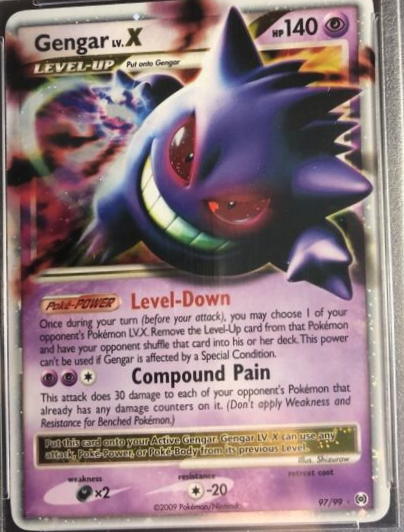 Gengar LV.X
HP140
LEVEL-UP Put onto Gengar
Poké-POWER Level-Down
Once during your turn (before your attack), you may choose 1 of your
opponent's Pokémon LV.X. Remove the Level-Up card from that Pokémon
and have your opponent shuffle that card into his or her deck. This power
can't be used if Gengar is affected by a Special Condition.
Compound Pain
This attack does 30 damage to each of your opponent's Pokémon that
already has any damage counters on it. (Don't apply Weakness and
Resistance for Benched Pokémon.)
Put this card onto your Active Gengar. Gengar LV. X can use any
attack, Poké-Power, or Poké-Body from its previous Level.
Illus. Shizurow
weakness resistance retreat cost
×2 -20
©2009 Pokémon/Nintendo 97/99